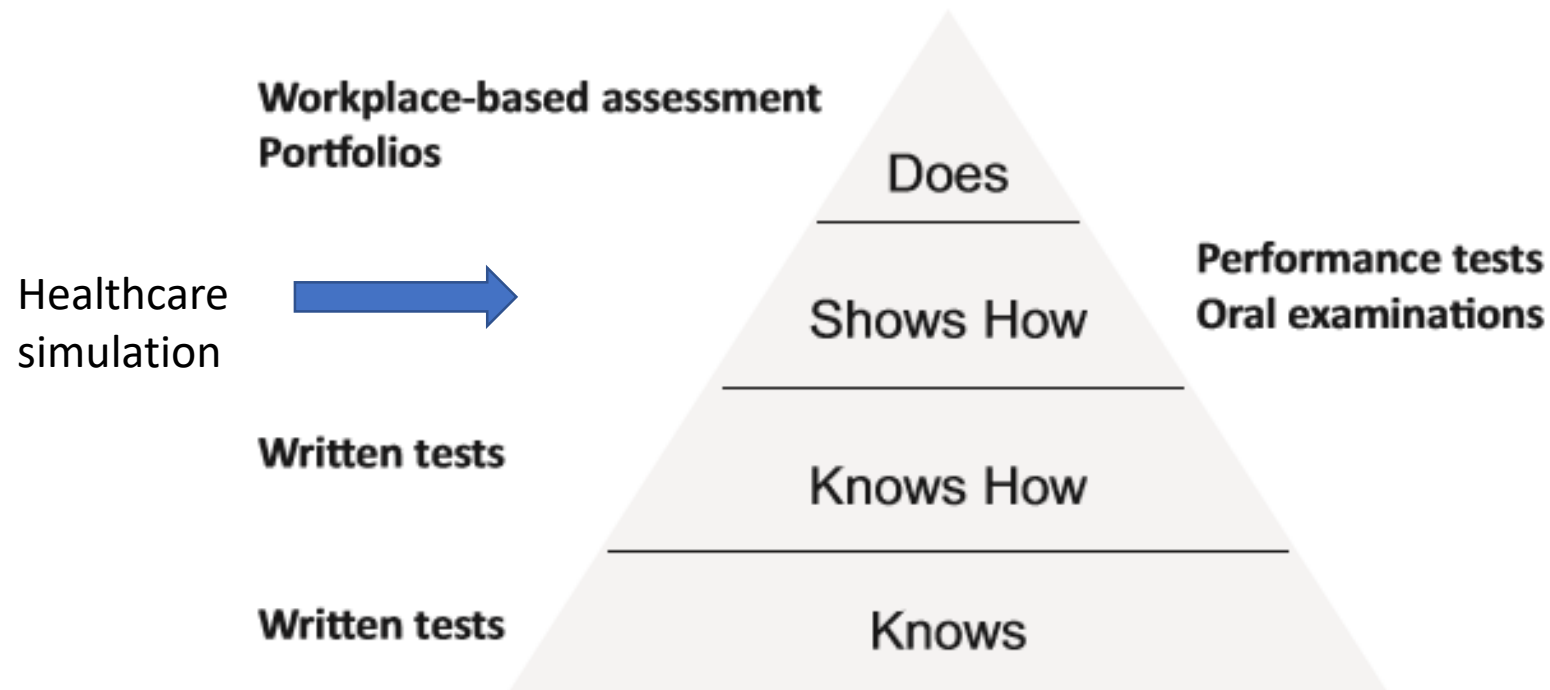 Workplace-based assessment
Portfolios
Does
Healthcare
simulation
Shows How
Performance tests
Oral examinations
Written tests
Knows How
Written tests
Knows